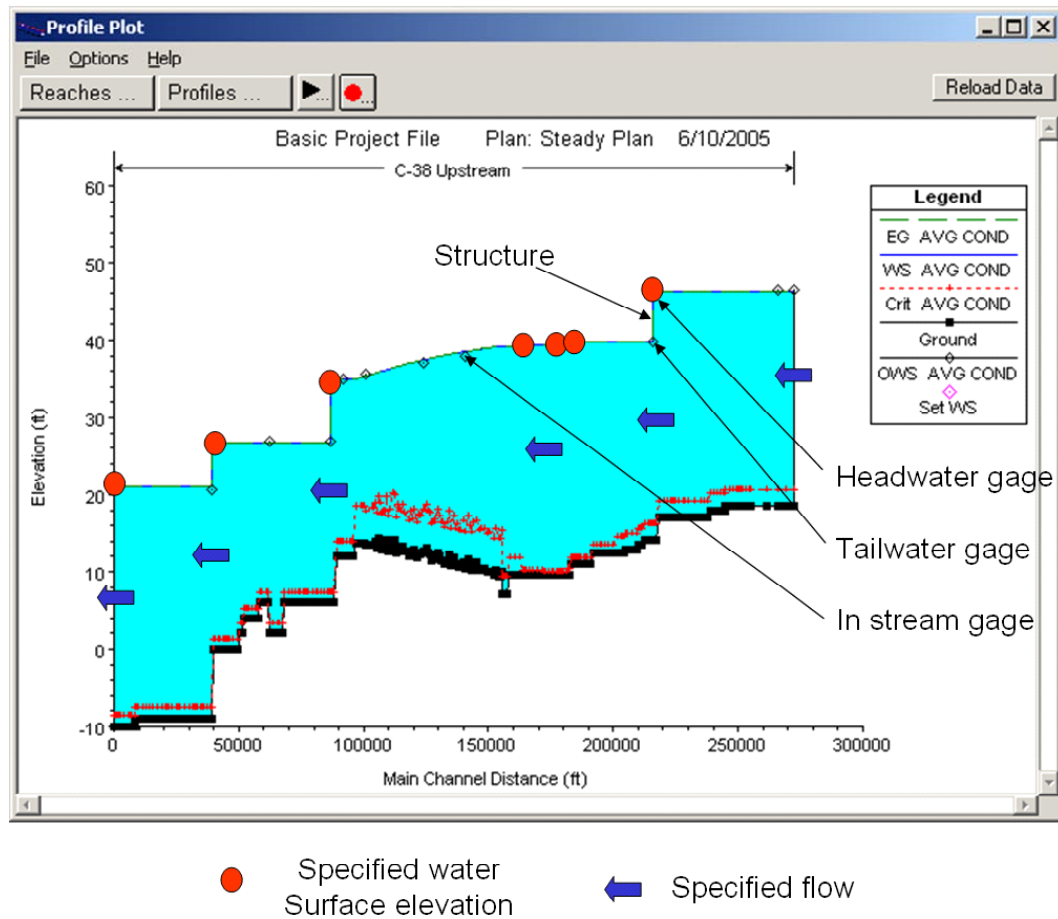 Profile Plot
File Options Help
Reaches ... Profiles ... ... ... Reload Data
Basic Project File Plan: Steady Plan 6/10/2005
C-38 Upstream
Legend
EG AVG COND
WS AVG COND
Crit AVG COND
Ground
OWS AVG COND
Set WS
Structure
Headwater gage
Tailwater gage
In stream gage
Elevation (ft)
60
50
40
30
20
10
0
-10
0 50000 100000 150000 200000 250000 300000
Main Channel Distance (ft)
Specified water
Surface elevation
Specified flow